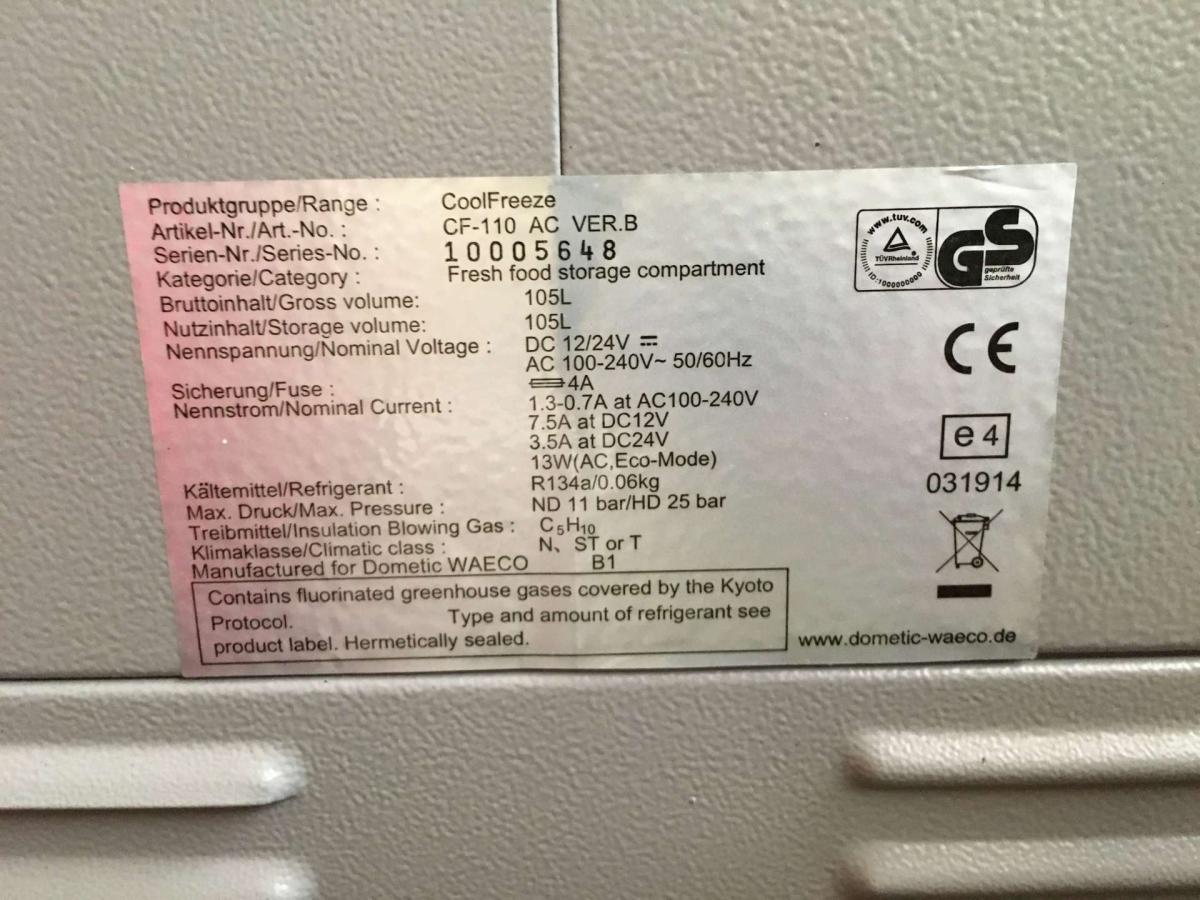 Produktgruppe/Range : CoolFreeze
Artikel-Nr./Art.-No. : CF-110 AC VER.B
Serien-Nr./Series-No. : 10005648
Kategorie/Category : Fresh food storage compartment
Bruttoinhalt/Gross volume: 105L
Nutzinhalt/Storage volume: 105L
Nennspannung/Nominal Voltage : DC 12/24V ⎓
AC 100-240V~ 50/60Hz
Sicherung/Fuse : 4A
Nennstrom/Nominal Current : 1.3-0.7A at AC100-240V
7.5A at DC12V
3.5A at DC24V
13W(AC,Eco-Mode)
Kältemittel/Refrigerant : R134a/0.06kg
Max. Druck/Max. Pressure : ND 11 bar/HD 25 bar
Treibmittel/Insulation Blowing Gas : C₅H₁₀
Klimaklasse/Climatic class : N、ST or T
Manufactured for Dometic WAECO B1
Contains fluorinated greenhouse gases covered by the Kyoto
Protocol. Type and amount of refrigerant see
product label. Hermetically sealed.
www.tuv.com
TÜVRheinland
ID:1000000000
GS
geprüfte
Sicherheit
CE
e4
031914
www.dometic-waeco.de